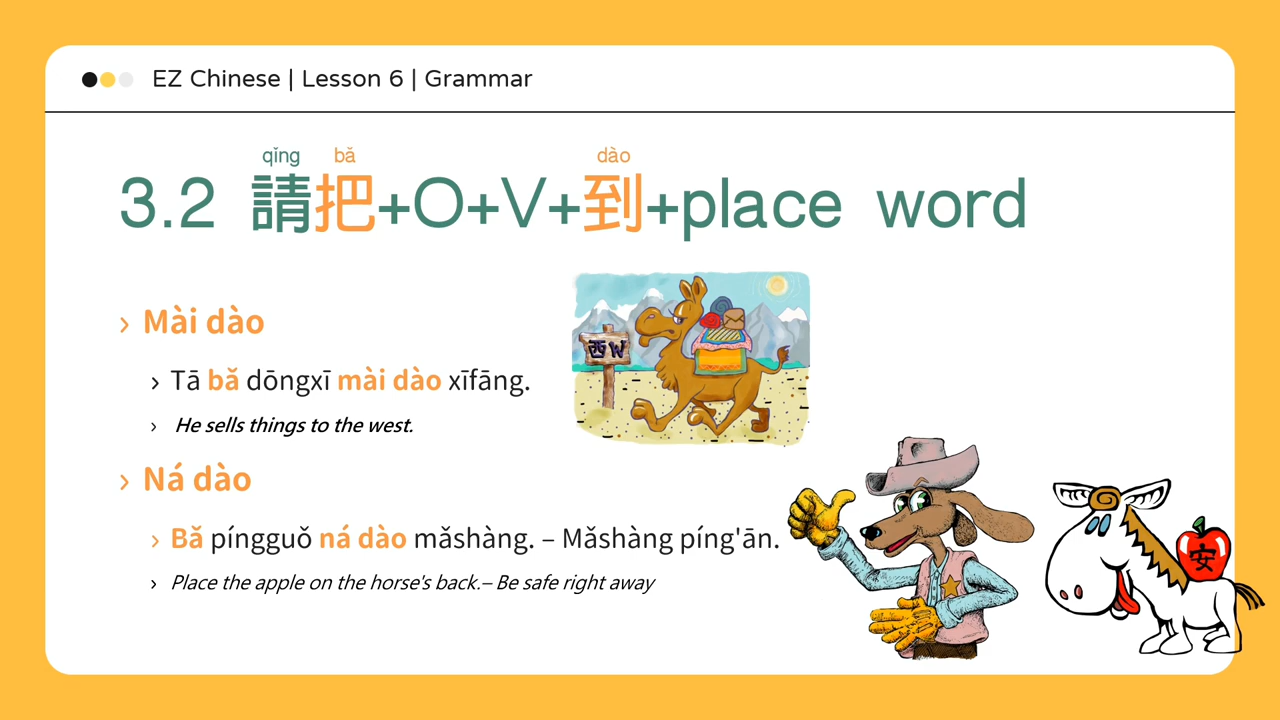 EZ Chinese | Lesson 6 | Grammar
qǐng bǎ dào
3.2 請把+O+V+到+place word
› Mài dào
› Tā bǎ dōngxī mài dào xīfāng.
› He sells things to the west.
› Ná dào
› Bǎ píngguǒ ná dào mǎshàng. – Mǎshàng píng'ān.
› Place the apple on the horse's back.– Be safe right away
西
安